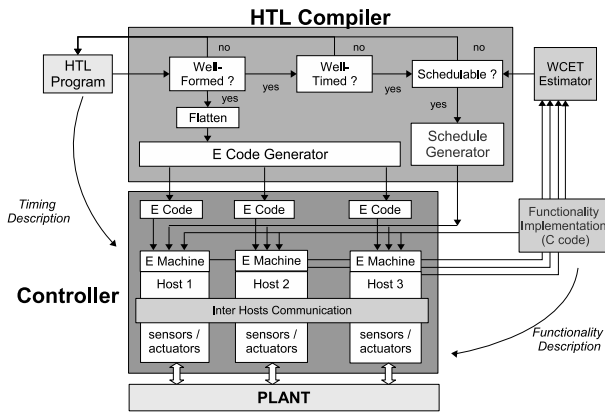 HTL Compiler
no
no
no
HTL
Program
Well-
Formed ?
Well-
Timed ?
Schedulable ?
WCET
Estimator
yes
yes
yes
yes
Flatten
E Code Generator
Schedule
Generator
Timing
Description
E Code
E Code
E Code
Functionality
Implementation
(C code)
E Machine
E Machine
E Machine
Host 1
Host 2
Host 3
Controller
Inter Hosts Communication
sensors /
actuators
sensors /
actuators
sensors /
actuators
Functionality
Description
PLANT